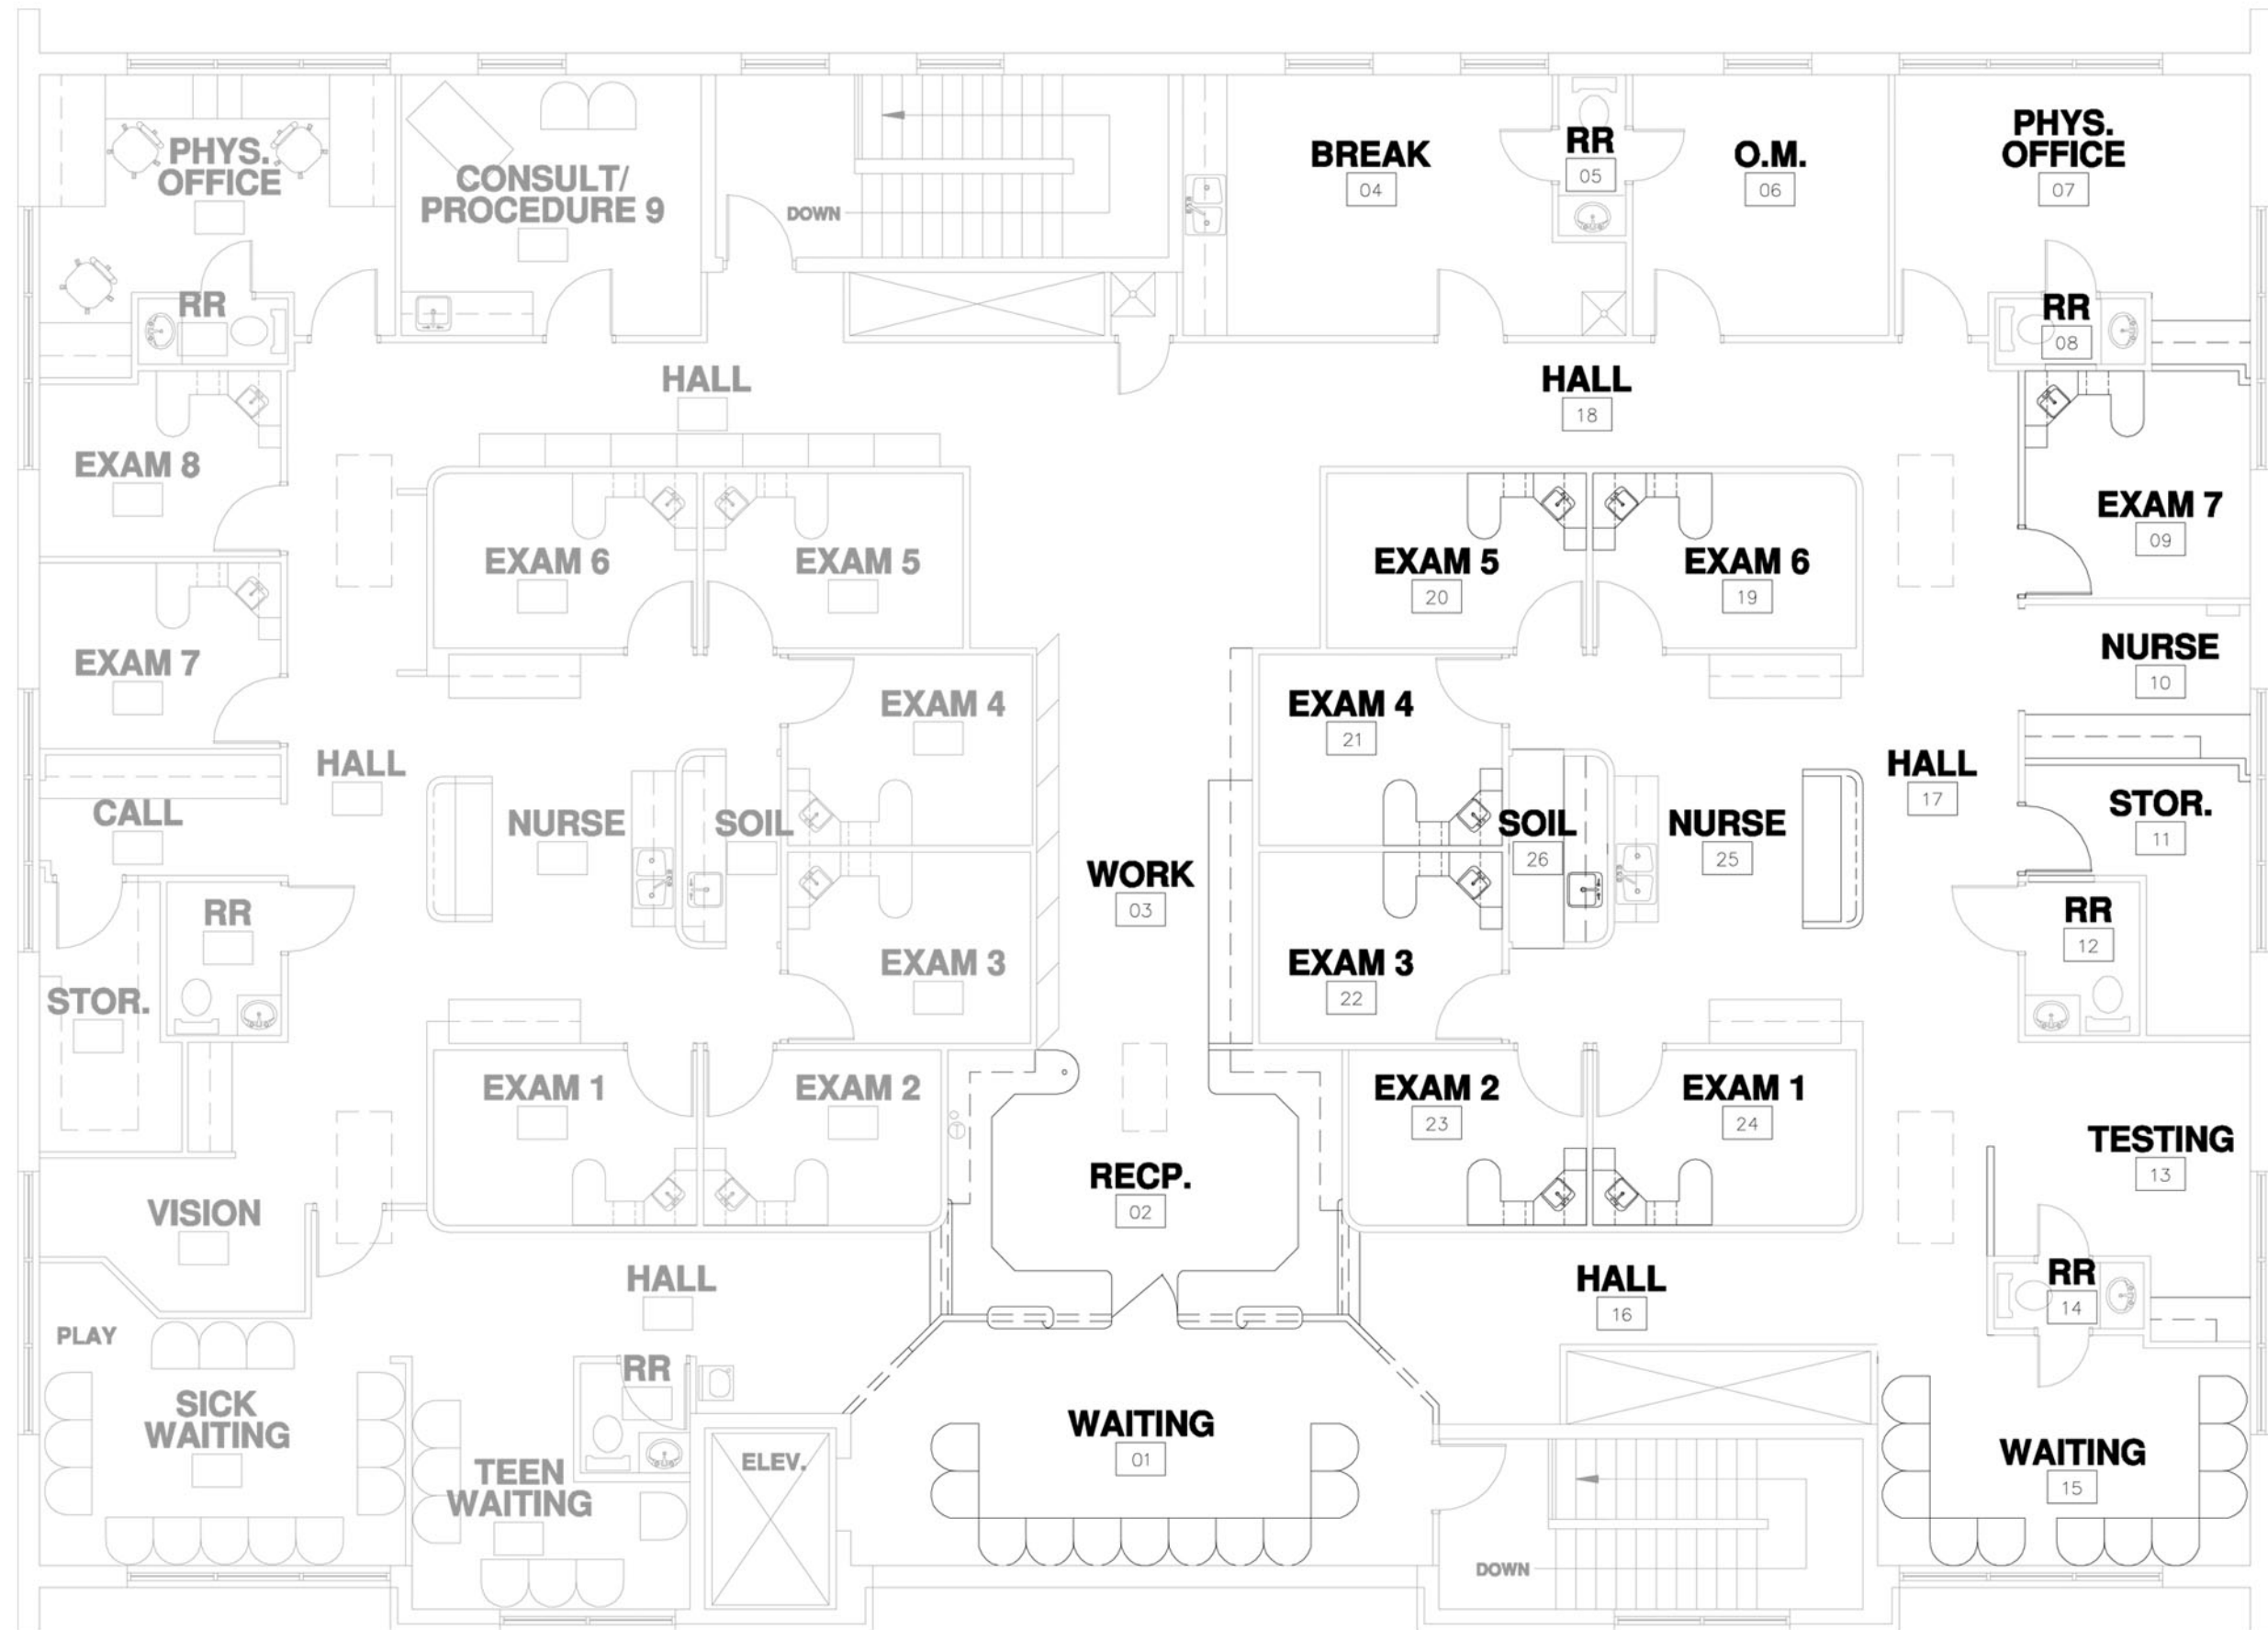 PHYS.
OFFICE
CONSULT/
PROCEDURE 9
DOWN
BREAK
04
RR
05
O.M.
06
PHYS.
OFFICE
07
RR
RR
08
HALL
HALL
18
EXAM 8
EXAM 6
EXAM 5
EXAM 5
20
EXAM 6
19
EXAM 7
09
EXAM 7
EXAM 4
EXAM 4
21
NURSE
10
HALL
CALL
NURSE
SOIL
SOIL
26
NURSE
25
HALL
17
STOR.
11
WORK
03
RR
RR
12
STOR.
EXAM 3
EXAM 3
22
EXAM 1
EXAM 2
EXAM 2
23
EXAM 1
24
TESTING
13
RECP.
02
VISION
HALL
HALL
16
RR
14
PLAY
RR
SICK
WAITING
TEEN
WAITING
ELEV.
WAITING
01
WAITING
15
DOWN